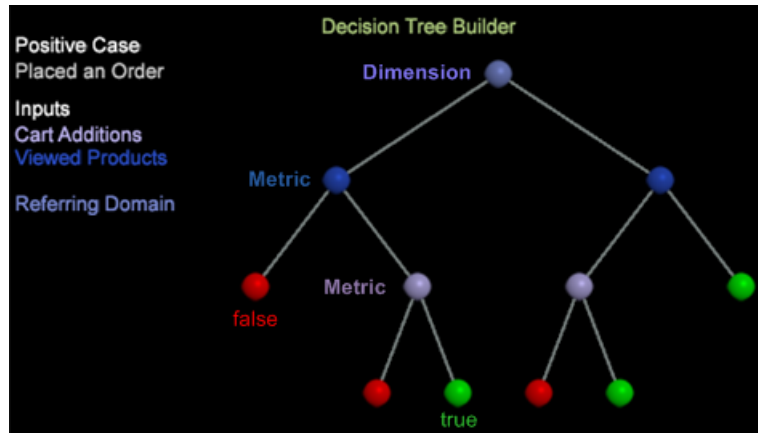 Decision Tree Builder
Positive Case
Placed an Order
Inputs
Cart Additions
Viewed Products
Referring Domain
Dimension
Metric
Metric
false
true